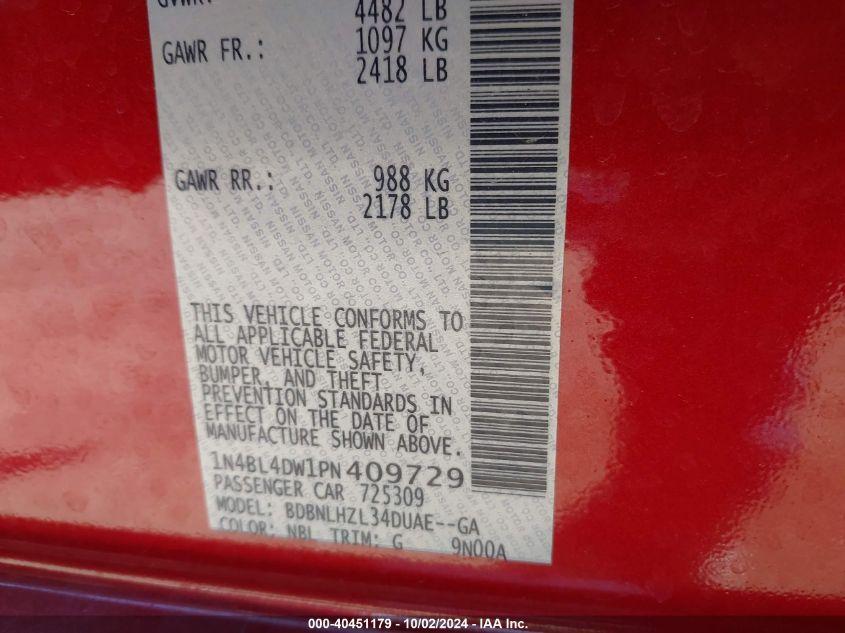 GVWR: 4482 LB
GAWR FR.: 1097 KG
2418 LB
GAWR RR.: 988 KG
2178 LB
THIS VEHICLE CONFORMS TO
ALL APPLICABLE FEDERAL
MOTOR VEHICLE SAFETY,
BUMPER, AND THEFT
PREVENTION STANDARDS IN
EFFECT ON THE DATE OF
MANUFACTURE SHOWN ABOVE.
1N4BL4DW1PN409729
PASSENGER CAR 725309
MODEL: BDBNLHZL34DUAE--GA
COLOR: NBL TRIM: G 9N00A
000-40451179 - 10/02/2024 - IAA Inc.